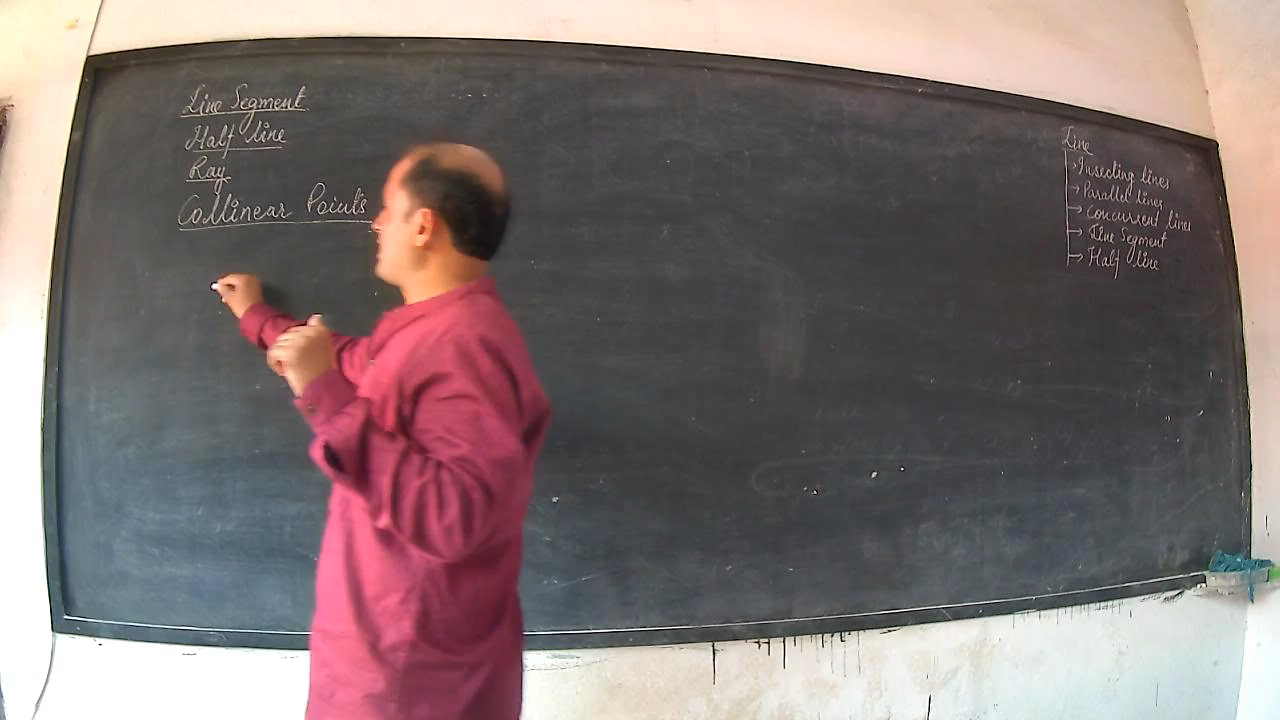 Line Segment
Half line
Ray
Collinear Points
Line
Insecting lines
Parallel lines
Concurrent lines
Line Segment
Half line